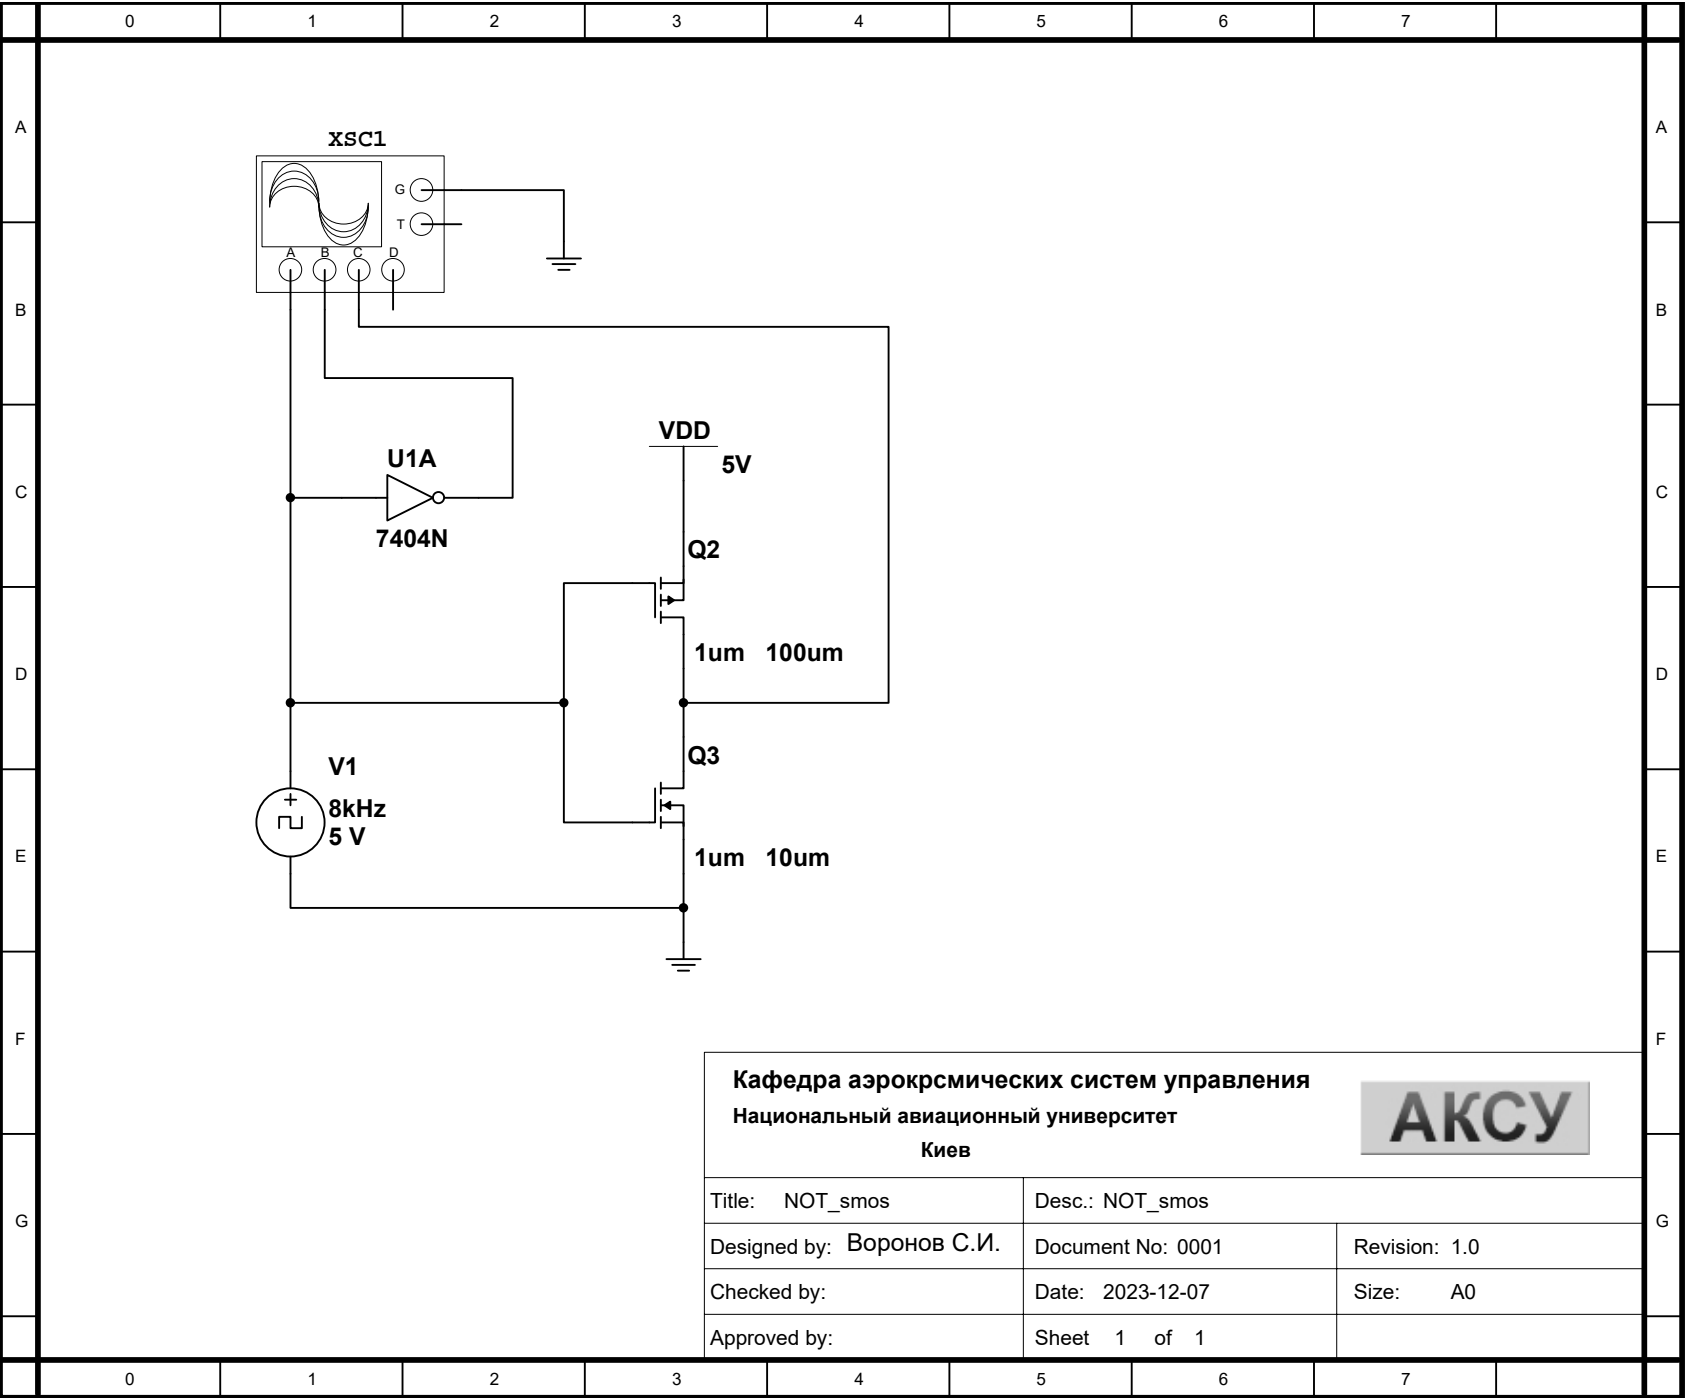 0 1 2 3 4 5 6 7
A A
XSC1
G
T
A B C D
B B
VDD
5V
U1A
C C
7404N
Q2
1um 100um
D D
Q3
V1
8kHz
5 V
1um 10um
E E
F F
Кафедра аэрокрсмических систем управления
Национальный авиационный университет
Киев
АКСУ
Title: NOT_smos Desc.: NOT_smos
G G
Designed by: Воронов С.И. Document No: 0001 Revision: 1.0
Checked by: Date: 2023-12-07 Size: A0
Approved by: Sheet 1 of 1
0 1 2 3 4 5 6 7